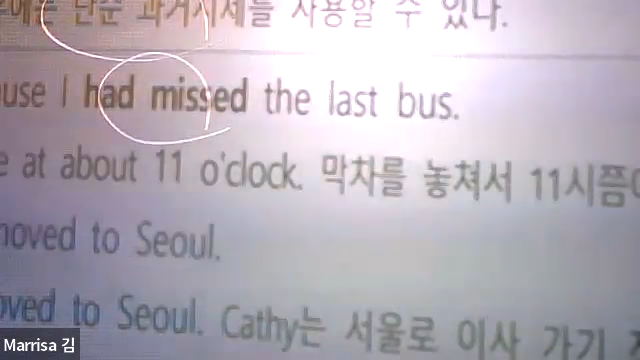 단순 과거시제를 사용할 수 있다.
use I had missed the last bus.
e at about 11 o'clock. 막차를 놓쳐서 11시쯤
moved to Seoul.
oved to Seoul. Cathy는 서울로 이사 가기
Marrisa 김